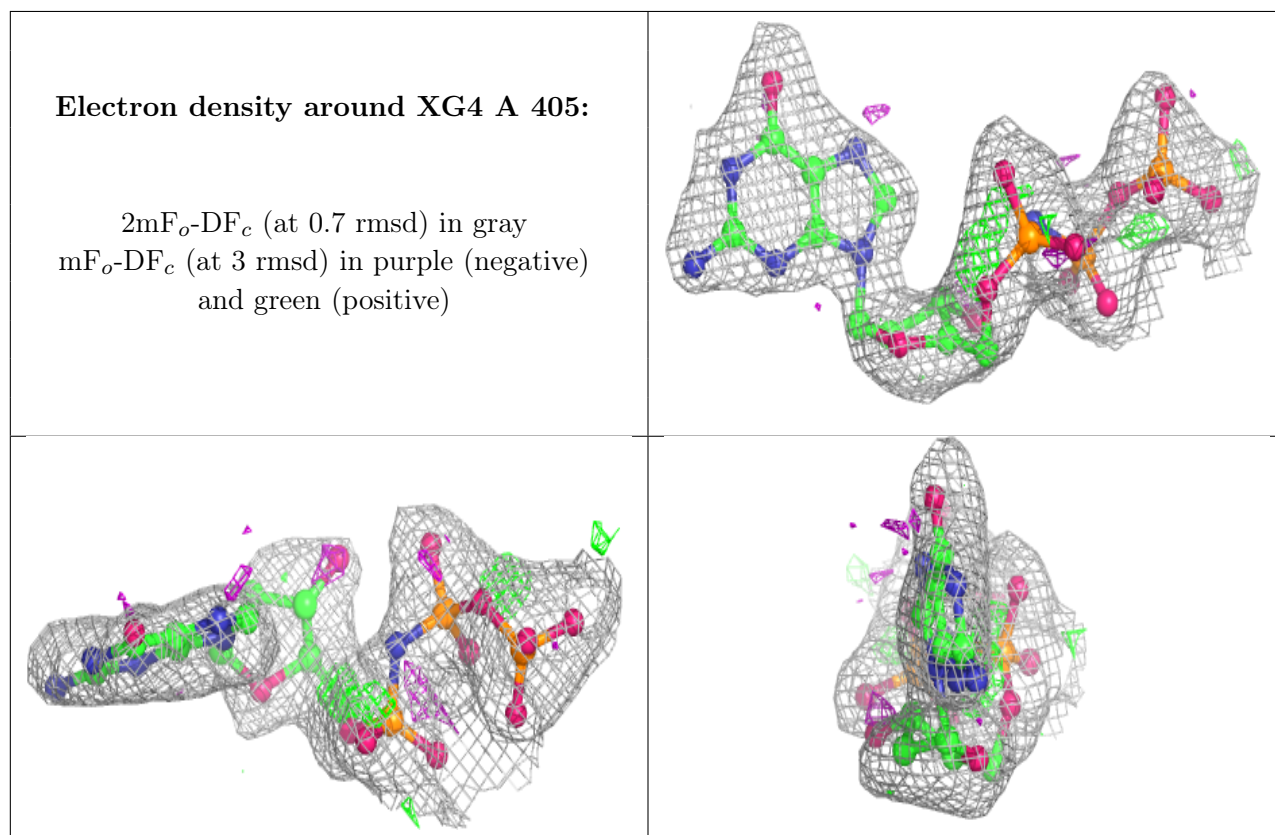 Electron density around XG4 A 405:
2mFₒ-DF𝒸 (at 0.7 rmsd) in gray
mFₒ-DF𝒸 (at 3 rmsd) in purple (negative)
and green (positive)